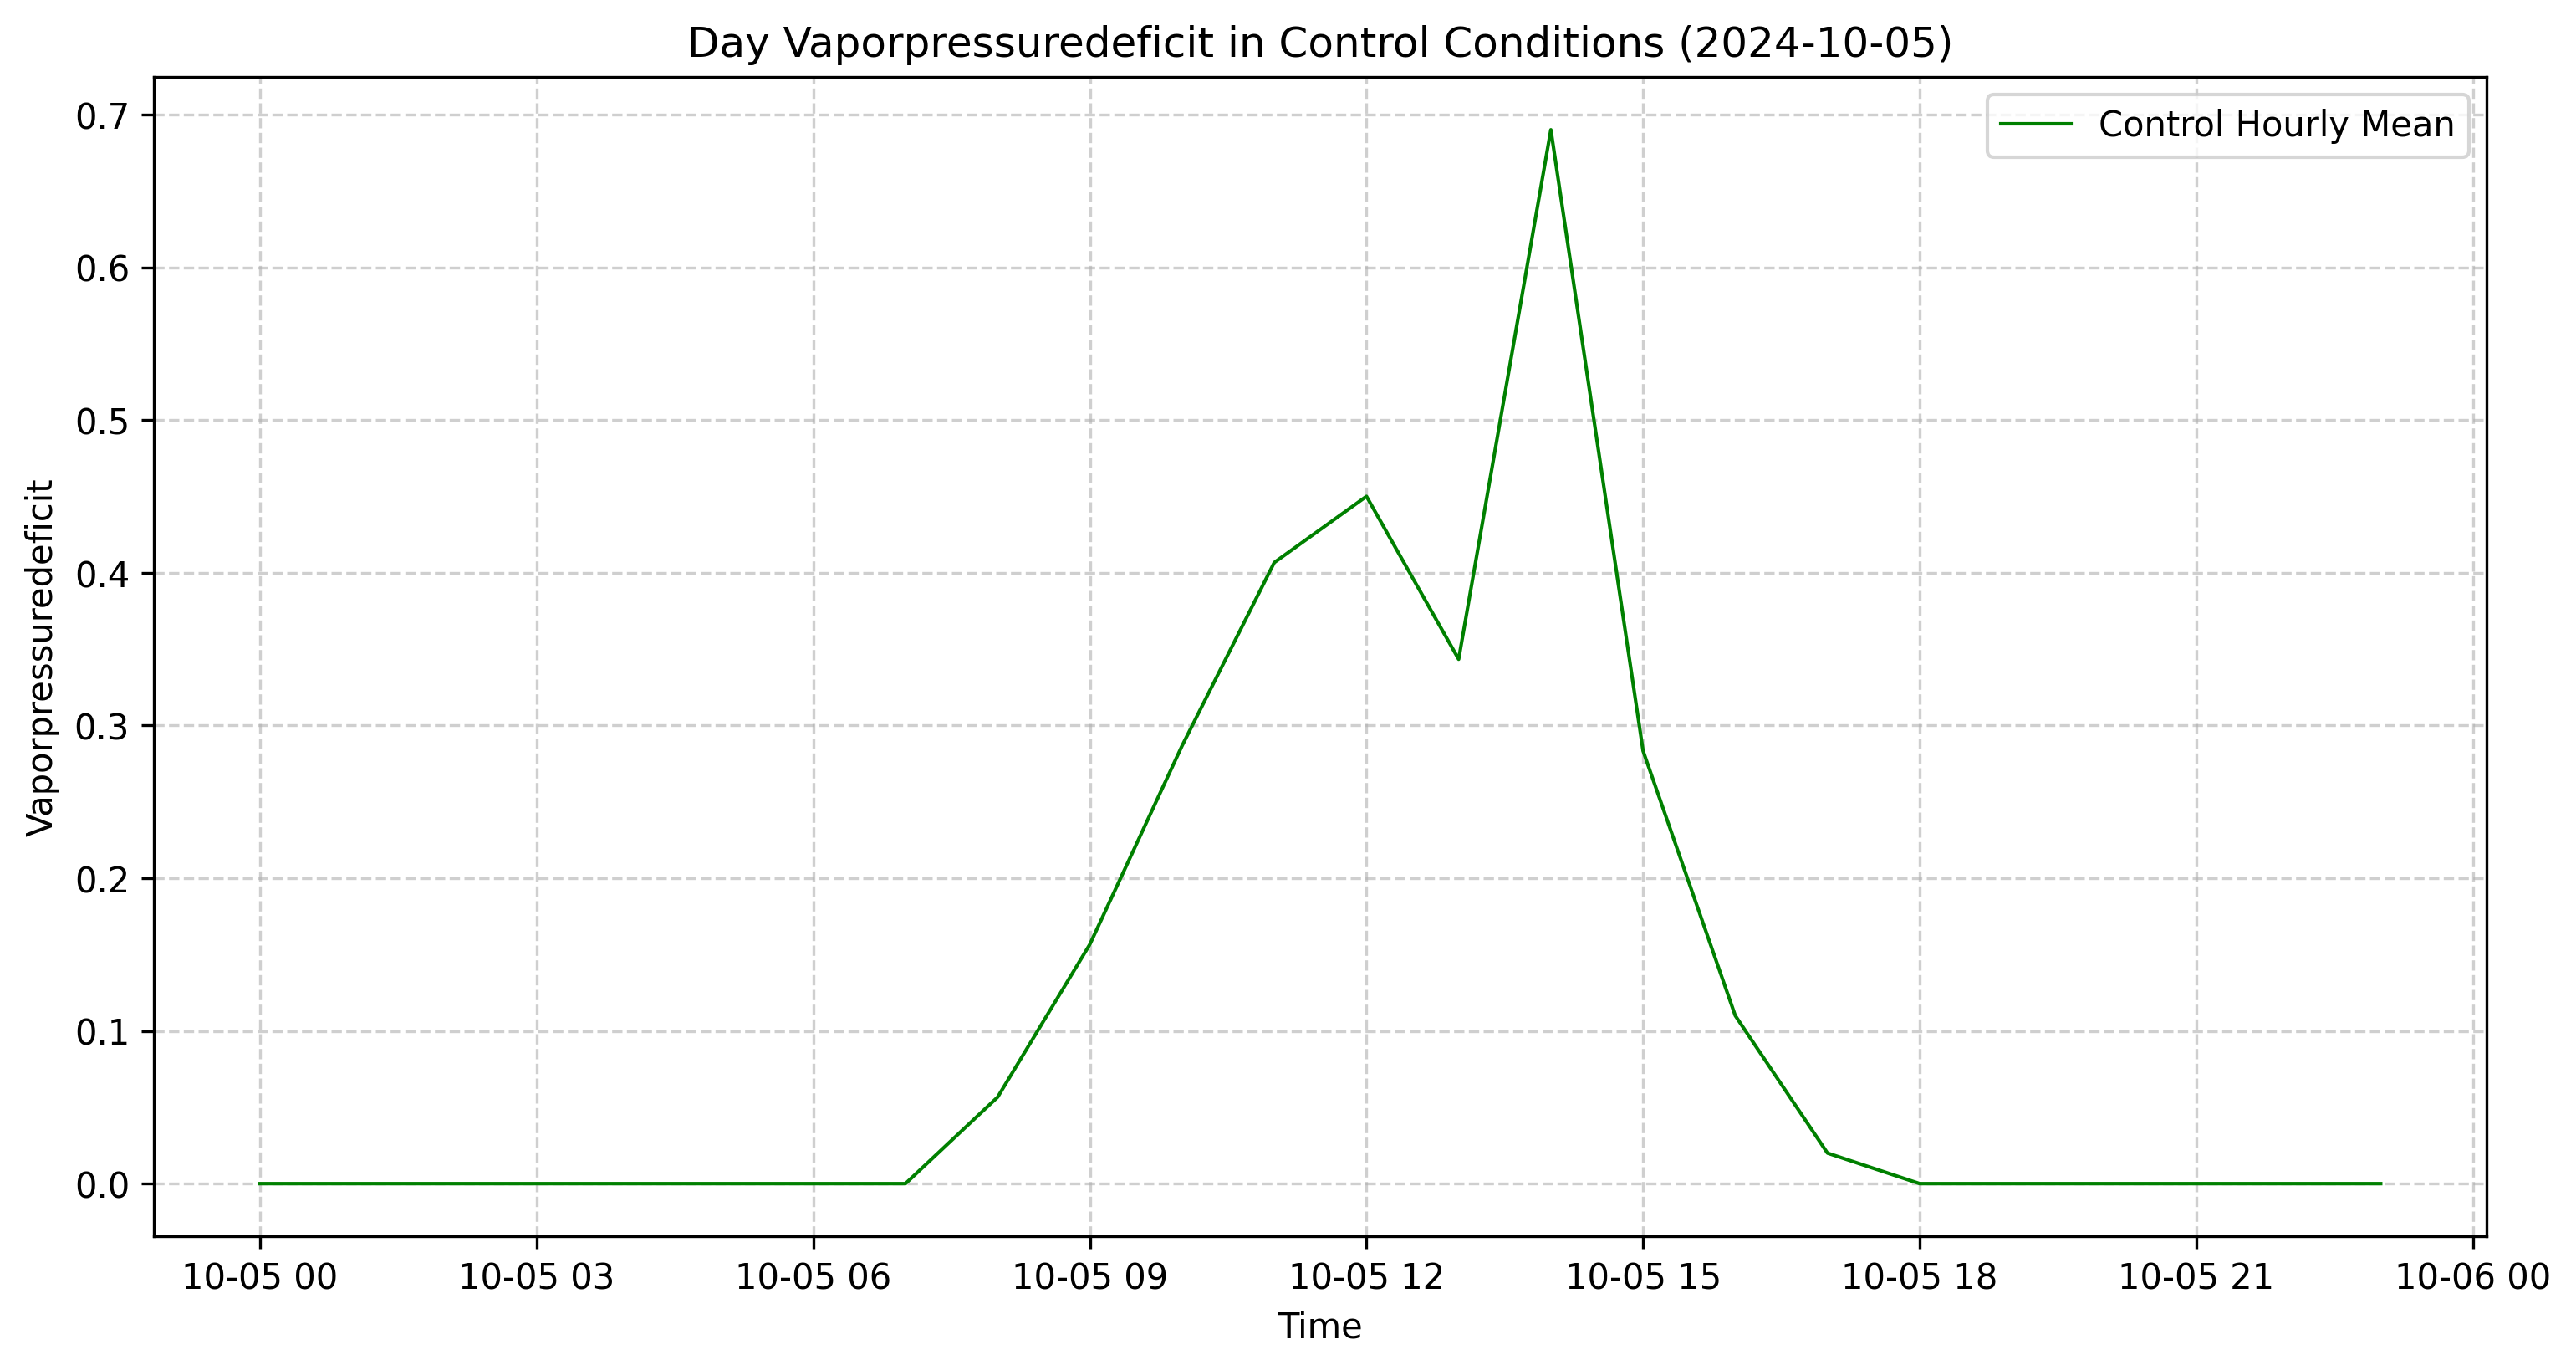 Day Vaporpressuredeficit in Control Conditions (2024-10-05)
Control Hourly Mean
Vaporpressuredeficit
0.7
0.6
0.5
0.4
0.3
0.2
0.1
0.0
10-05 00 10-05 03 10-05 06 10-05 09 10-05 12 10-05 15 10-05 18 10-05 21 10-06 00
Time